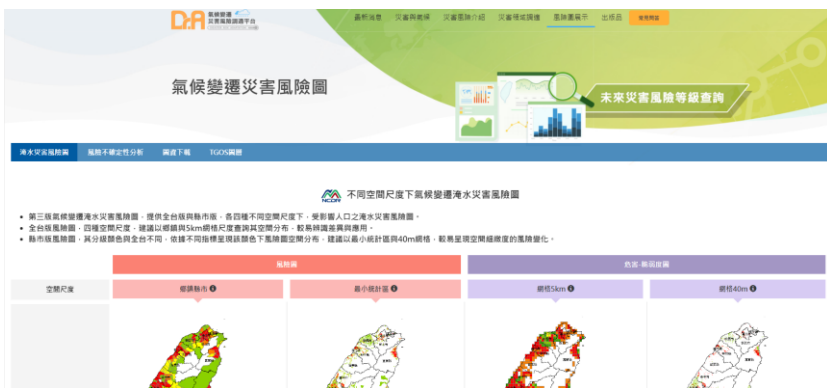 DrA 氣候變遷
災害風險調適平台
最新消息 災害與氣候 災害風險介紹 災害領域調適 風險圖展示 出版品
氣候變遷災害風險圖
未來災害風險等級查詢
淹水災害風險圖 風險不確定性分析 圖資下載 TGOS圖台
NCDR 不同空間尺度下氣候變遷淹水災害風險圖
• 第三版氣候變遷淹水災害風險圖,提供全台版與縣市版,各四種不同空間尺度下,受影響人口之淹水災害風險圖。
• 全台版風險圖,四種空間尺度,建議以鄉鎮與5km網格尺度查詢其空間分布,較易辨識差異與應用。
• 縣市版風險圖,其分級顏色與全台不同,依據不同指標呈現該顏色下風險圖空間分布,建議以最小統計區與40m網格,較易呈現空間細緻度的風險變化。
風險圖 危害-脆弱度圖
空間尺度 鄉鎮縣市 最小統計區 網格5km 網格40m